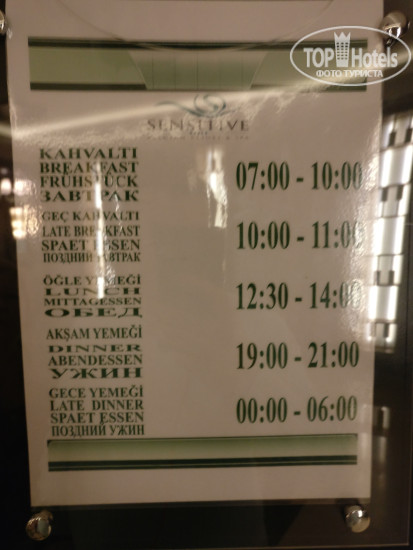 TOPHotels
ФОТО ТУРИСТА
SENSITIVE
KAHVALTI
BREAKFAST
FRÜHSTÜCK
ЗАВТРАК
07:00 - 10:00
GEÇ KAHVALTI
LATE BREAKFAST
SPAET ESSEN
ПОЗДНИЙ ЗАВТРАК
10:00 - 11:00
ÖĞLE YEMEĞİ
LUNCH
MITTAGESSEN
ОБЕД
12:30 - 14:00
AKŞAM YEMEĞİ
DINNER
ABENDESSEN
УЖИН
19:00 - 21:00
GECE YEMEĞİ
LATE DINNER
SPAET ESSEN
ПОЗДНИЙ УЖИН
00:00 - 06:00